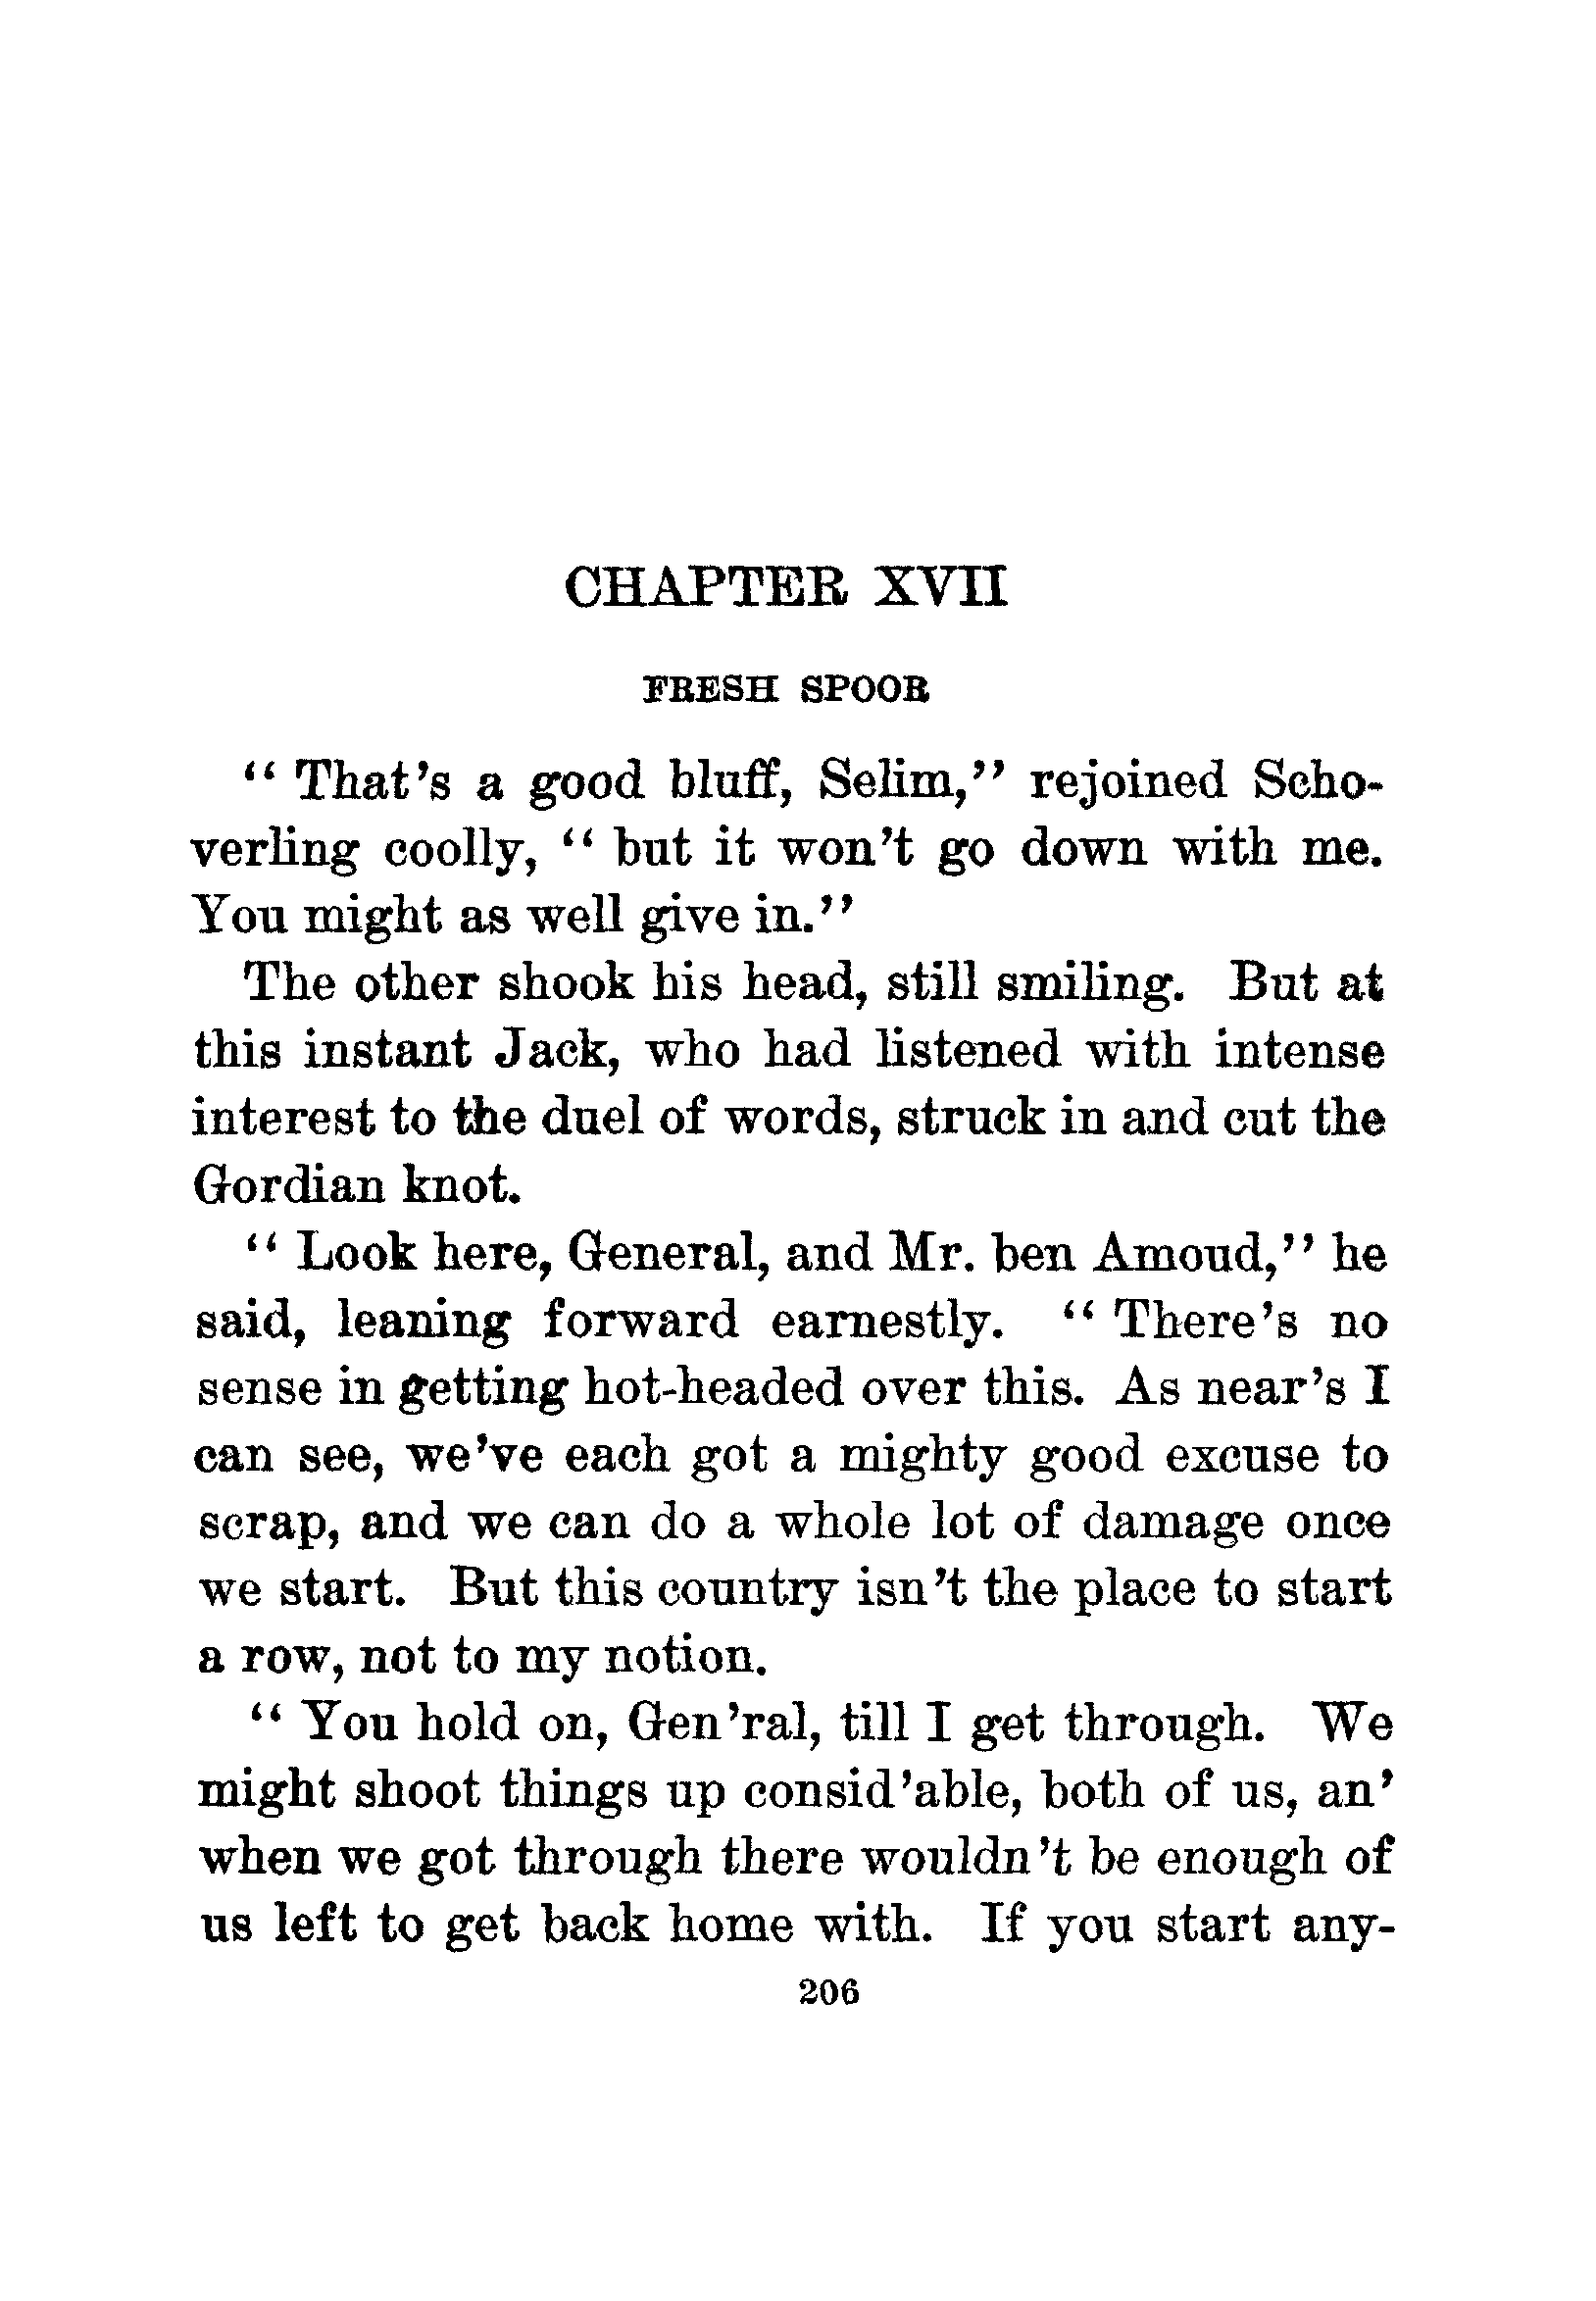 CHAPTER XVII
FRESH SPOOR
“ That’s a good bluff, Selim,” rejoined Scho-
verling coolly, “ but it won’t go down with me.
You might as well give in.”
The other shook his head, still smiling. But at
this instant Jack, who had listened with intense
interest to the duel of words, struck in and cut the
Gordian knot.
“ Look here, General, and Mr. ben Amoud,” he
said, leaning forward earnestly. “ There’s no
sense in getting hot-headed over this. As near’s I
can see, we’ve each got a mighty good excuse to
scrap, and we can do a whole lot of damage once
we start. But this country isn’t the place to start
a row, not to my notion.
“ You hold on, Gen’ral, till I get through. We
might shoot things up consid’able, both of us, an’
when we got through there wouldn’t be enough of
us left to get back home with. If you start any-
206